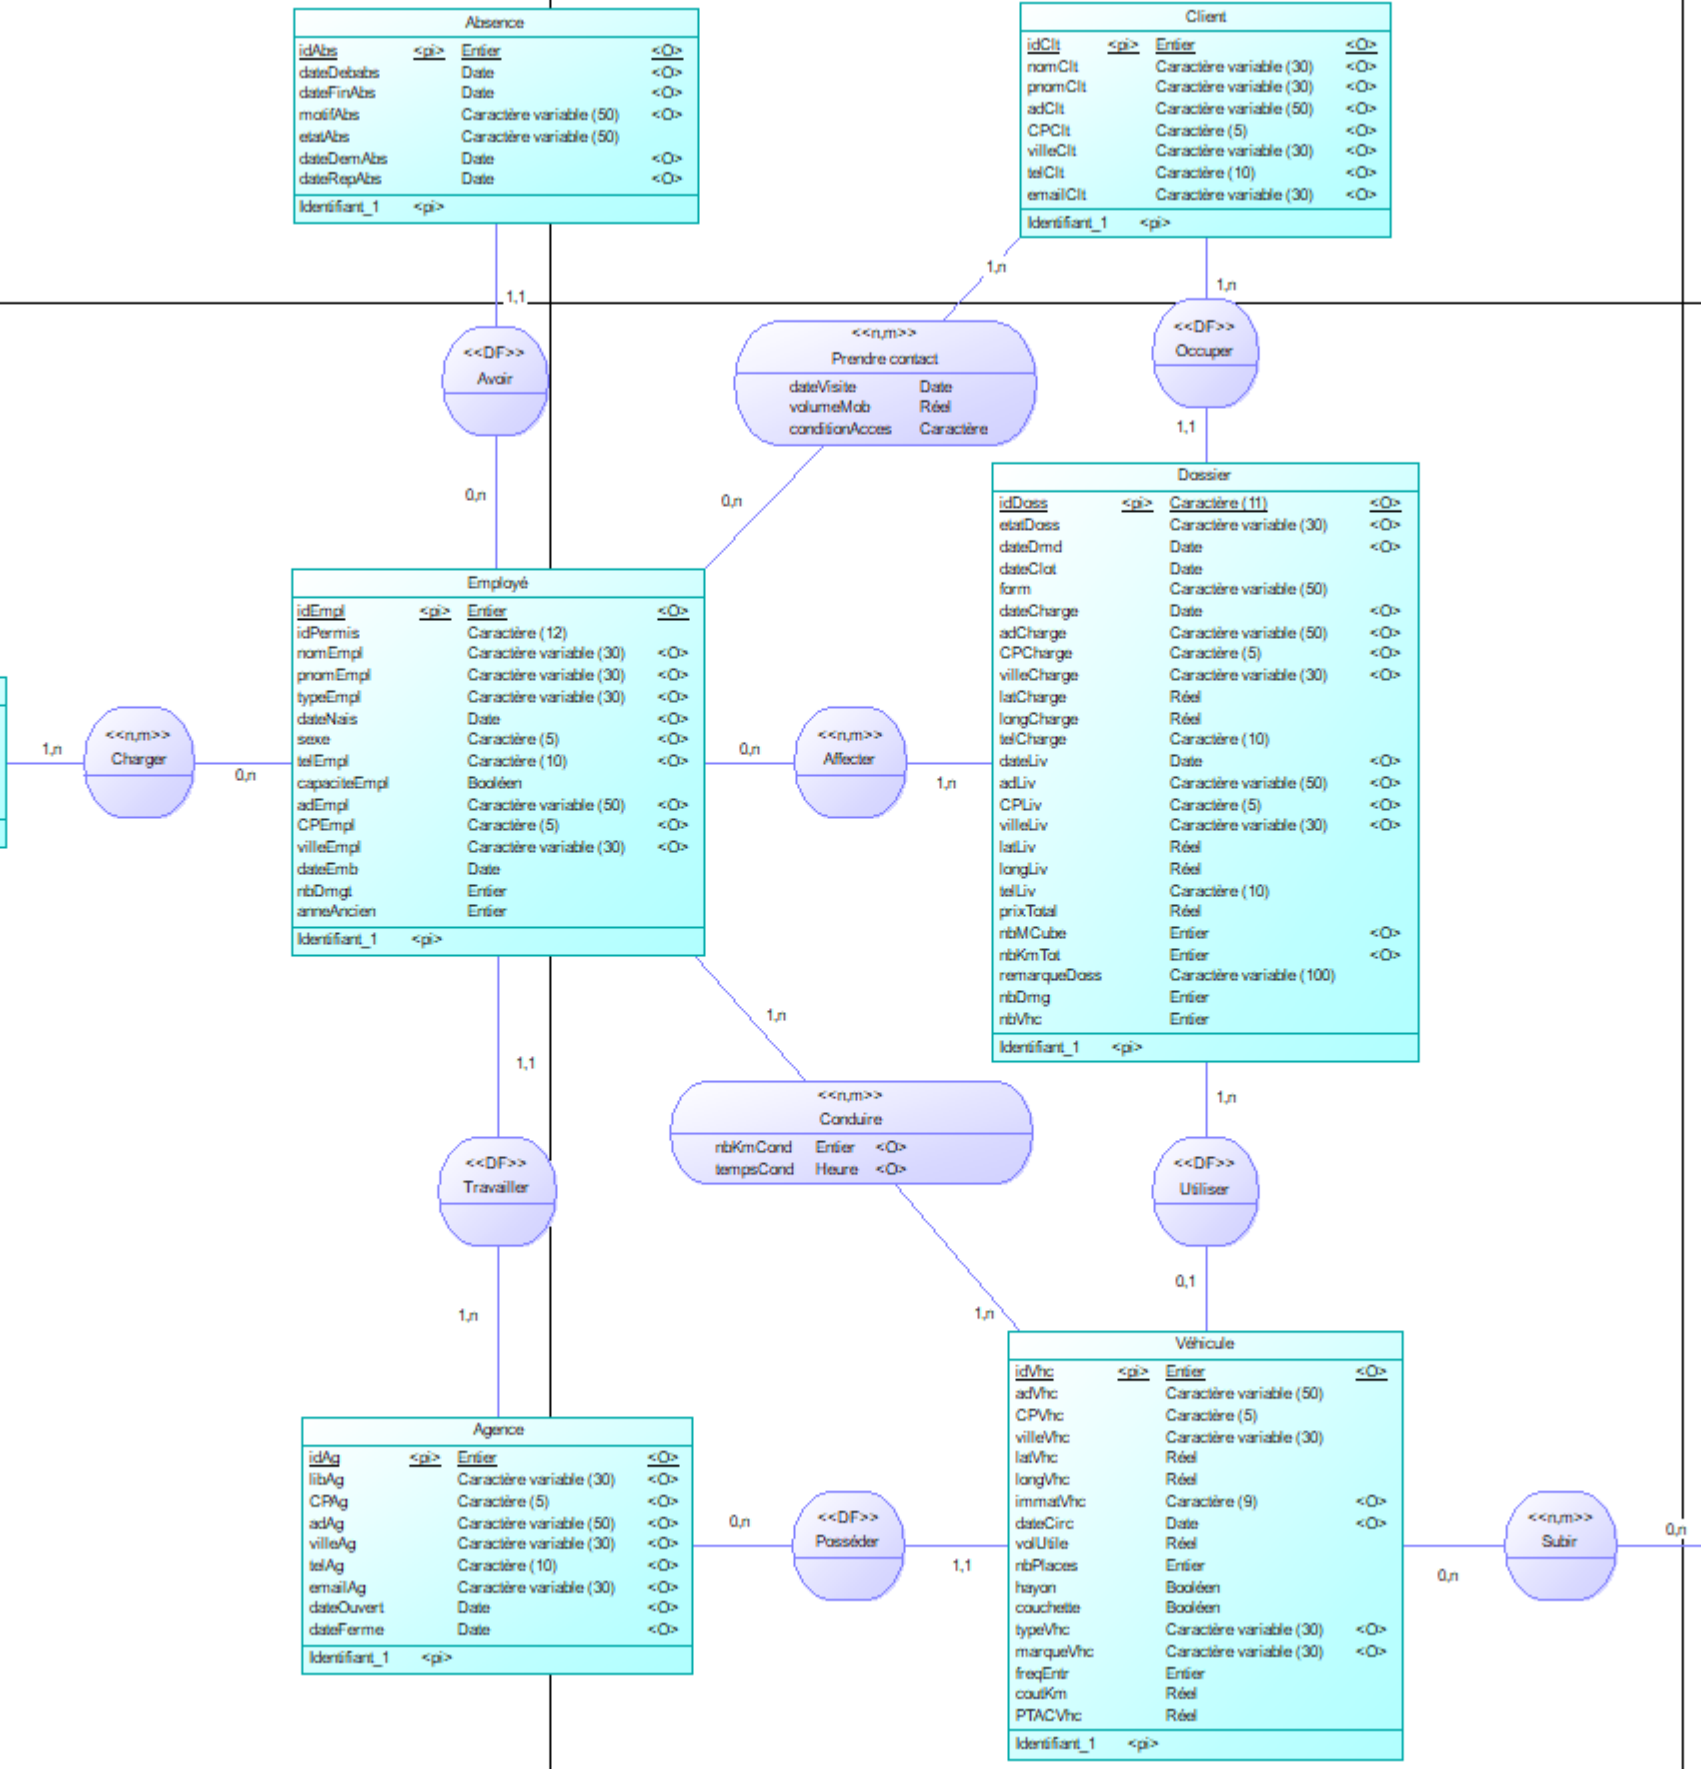 Absence
idAbs <pi> Entier <O>
dateDebabs Date <O>
dateFinAbs Date <O>
motifAbs Caractère variable (50) <O>
etatAbs Caractère variable (50)
dateDemAbs Date <O>
dateRepAbs Date <O>
Identifiant_1 <pi>
Client
idClt <pi> Entier <O>
nomClt Caractère variable (30) <O>
pnomClt Caractère variable (30) <O>
adClt Caractère variable (50) <O>
CPClt Caractère (5) <O>
villeClt Caractère variable (30) <O>
telClt Caractère (10) <O>
emailClt Caractère variable (30) <O>
Identifiant_1 <pi>
1,n
1,n
1,1
<<DF>>
Avoir
<<n,m>>
Prendre contact
dateVisite Date
volumeMob Réel
conditionAcces Caractère
<<DF>>
Occuper
1,1
0,n
0,n
Dossier
idDoss <pi> Caractère (11) <O>
etatDoss Caractère variable (30) <O>
dateDmd Date <O>
dateClot Date
form Caractère variable (50)
dateCharge Date <O>
adCharge Caractère variable (50) <O>
CPCharge Caractère (5) <O>
villeCharge Caractère variable (30) <O>
latCharge Réel
longCharge Réel
telCharge Caractère (10)
dateLiv Date <O>
adLiv Caractère variable (50) <O>
CPLiv Caractère (5) <O>
villeLiv Caractère variable (30) <O>
latLiv Réel
longLiv Réel
telLiv Caractère (10)
prixTotal Réel
nbMCube Entier <O>
nbKmTot Entier <O>
remarqueDoss Caractère variable (100)
nbDmg Entier
nbVhc Entier
Identifiant_1 <pi>
Employé
idEmpl <pi> Entier <O>
idPermis Caractère (12)
nomEmpl Caractère variable (30) <O>
pnomEmpl Caractère variable (30) <O>
typeEmpl Caractère variable (30) <O>
dateNais Date <O>
sexe Caractère (5) <O>
telEmpl Caractère (10) <O>
capaciteEmpl Booléen
adEmpl Caractère variable (50) <O>
CPEmpl Caractère (5) <O>
villeEmpl Caractère variable (30) <O>
dateEmb Date
nbDmgt Entier
anneAncien Entier
Identifiant_1 <pi>
1,n
<<n,m>>
Charger
0,n
0,n
<<n,m>>
Affecter
1,n
1,n
1,1
1,n
<<n,m>>
Conduire
nbKmCond Entier <O>
tempsCond Heure <O>
<<DF>>
Travailler
<<DF>>
Utiliser
0,1
1,n
1,n
Véhicule
idVhc <pi> Entier <O>
adVhc Caractère variable (50)
CPVhc Caractère (5)
villeVhc Caractère variable (30)
latVhc Réel
longVhc Réel
immatVhc Caractère (9) <O>
dateCirc Date <O>
volUtile Réel
nbPlaces Entier
hayon Booléen
couchette Booléen
typeVhc Caractère variable (30) <O>
marqueVhc Caractère variable (30) <O>
freqEntr Entier
coutKm Réel
PTACVhc Réel
Identifiant_1 <pi>
Agence
idAg <pi> Entier <O>
libAg Caractère variable (30) <O>
CPAg Caractère (5) <O>
adAg Caractère variable (50) <O>
villeAg Caractère variable (30) <O>
telAg Caractère (10) <O>
emailAg Caractère variable (30) <O>
dateOuvert Date <O>
dateFerme Date <O>
Identifiant_1 <pi>
0,n
<<DF>>
Posséder
1,1
0,n
<<n,m>>
Subir
0,n